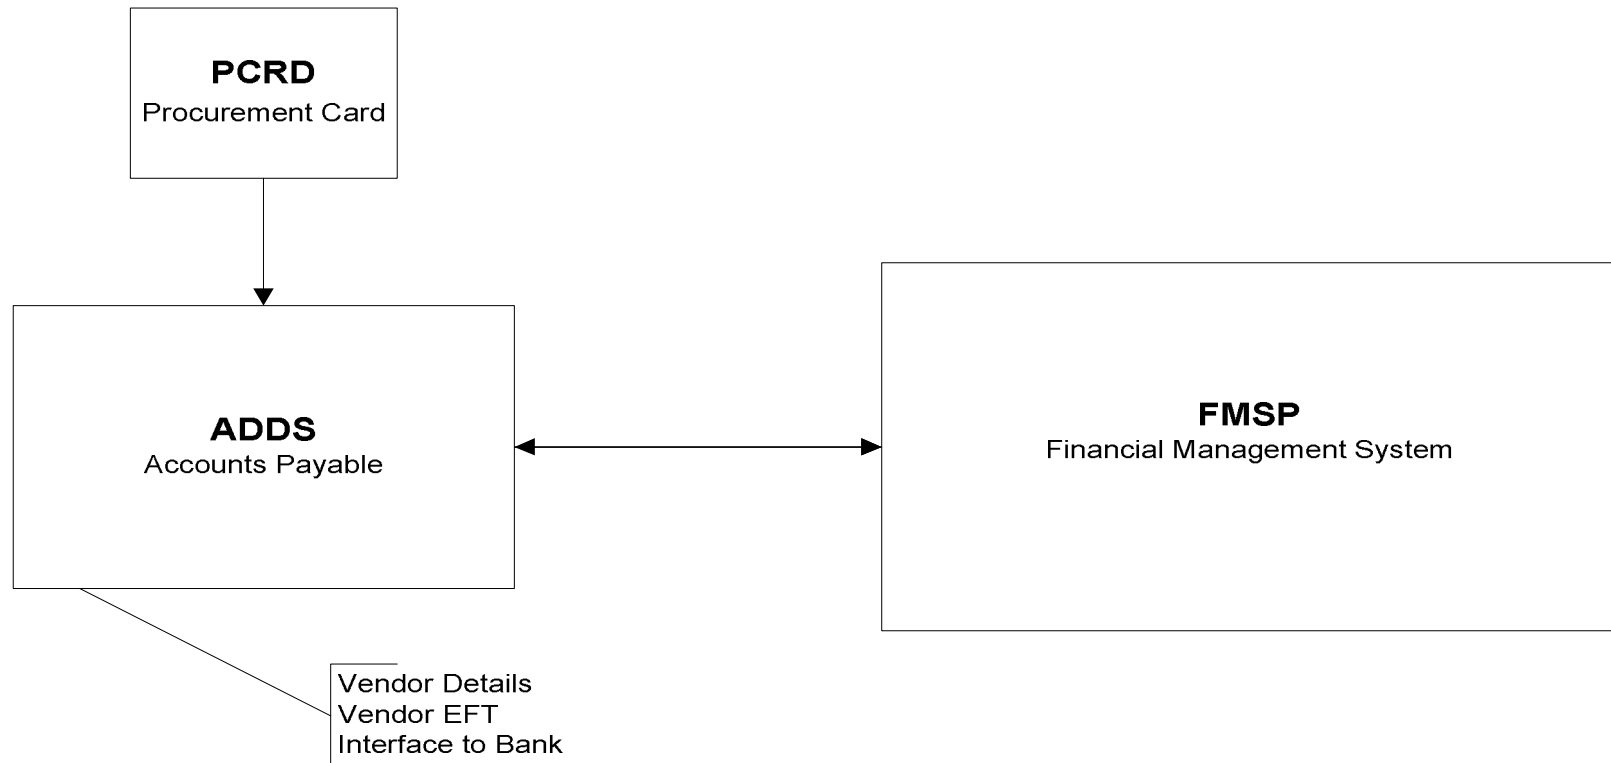 PCRD
Procurement Card
ADDS
Accounts Payable
FMSP
Financial Management System
Vendor Details
Vendor EFT
Interface to Bank